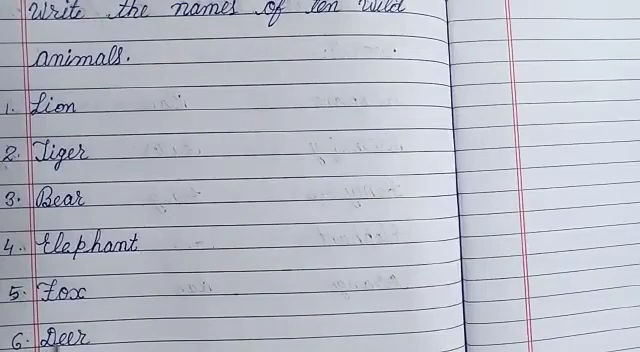 Write the names of ten wild
animals.
1. Lion
2. Tiger
3. Bear
4. Elephant
5. Fox
6. Deer